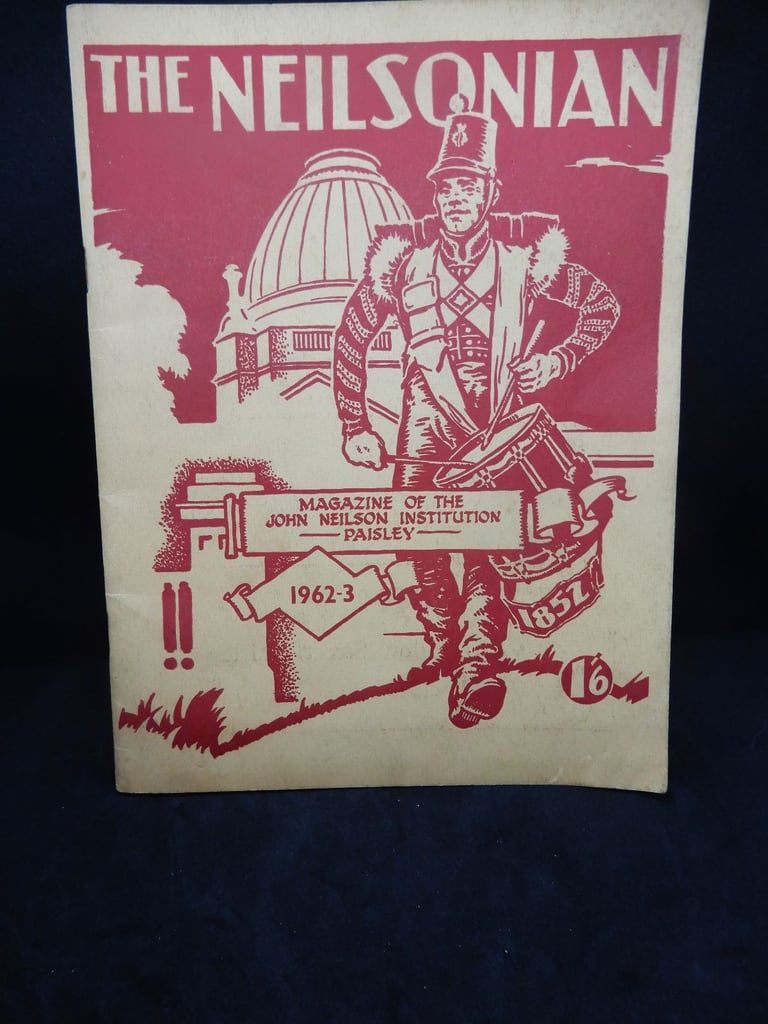 THE NEILSONIAN
MAGAZINE OF THE
JOHN NEILSON INSTITUTION
PAISLEY
1962-3
1852
1/6